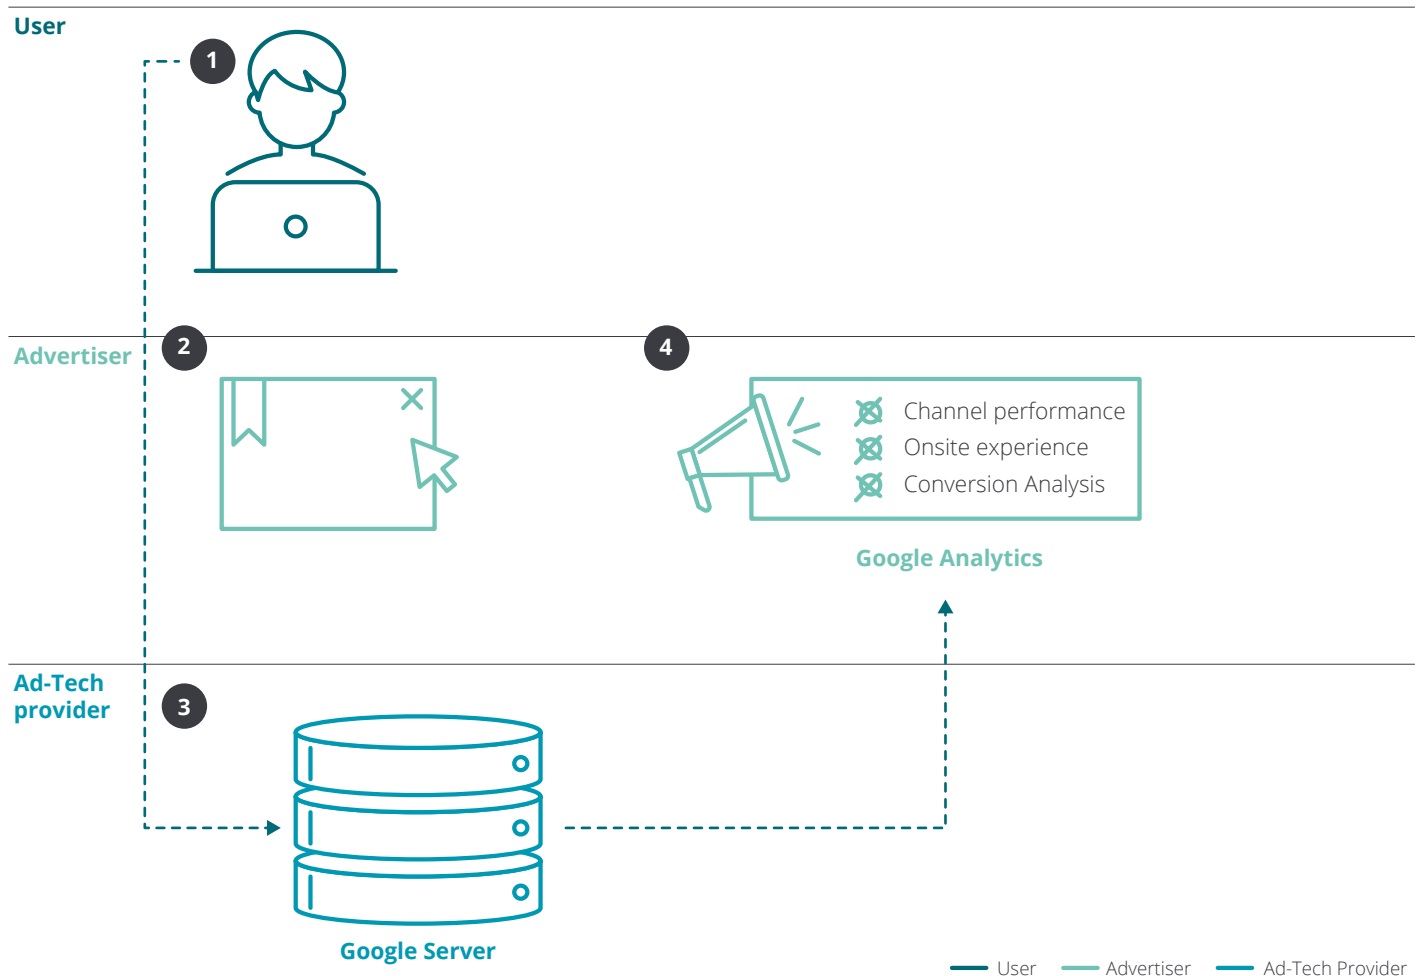 User
1
Advertiser
2
4
Channel performance
Onsite experience
Conversion Analysis
Google Analytics
Ad-Tech
provider
3
Google Server
User
Advertiser
Ad-Tech Provider